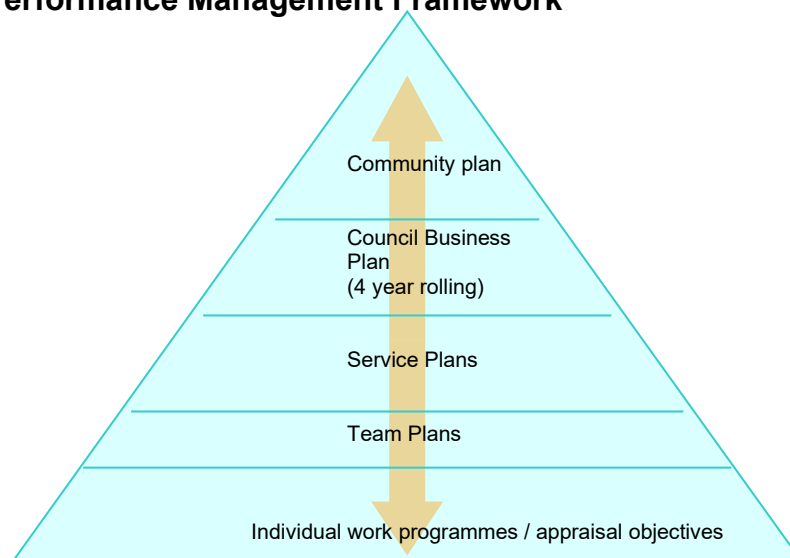 erformance Management Framework
Community plan
Council Business
Plan
(4 year rolling)
Service Plans
Team Plans
Individual work programmes / appraisal objectives